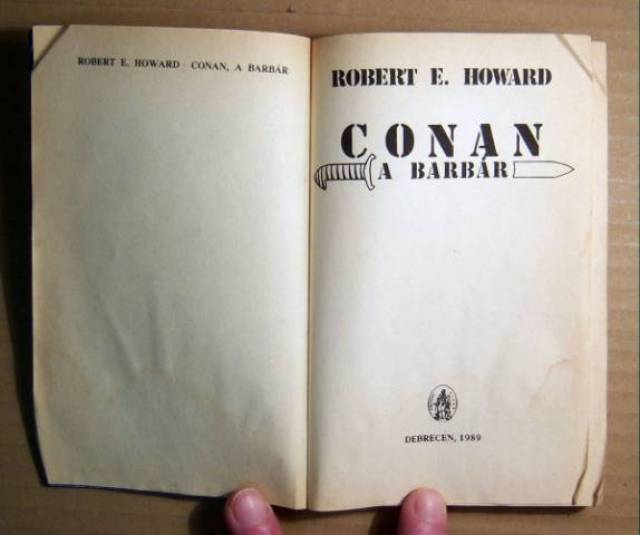 ROBERT E. HOWARD · CONAN, A BARBÁR
ROBERT E. HOWARD
CONAN
A BARBÁR
DEBRECEN, 1989